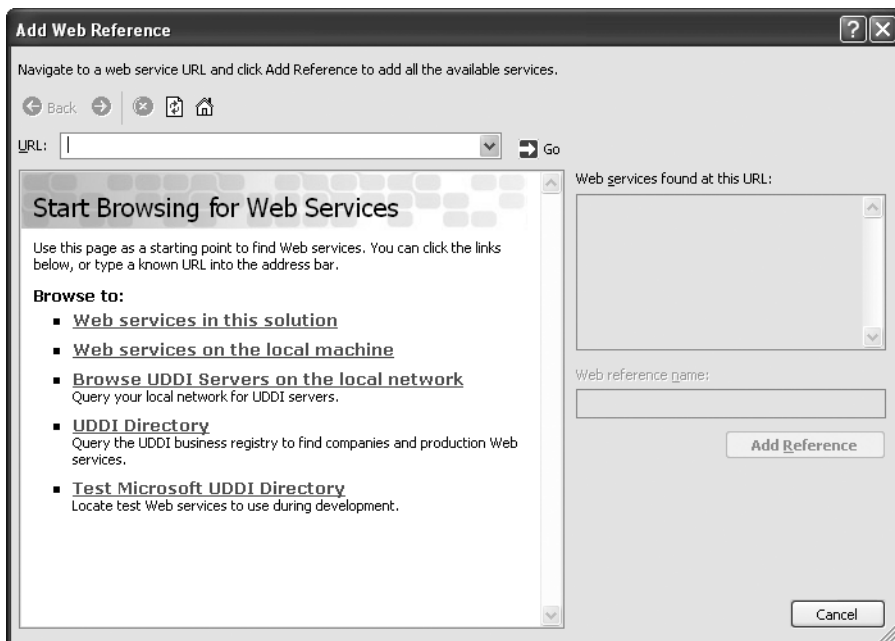 Add Web Reference
Navigate to a web service URL and click Add Reference to add all the available services.
Back
URL:
Go
Start Browsing for Web Services
Use this page as a starting point to find Web services. You can click the links
below, or type a known URL into the address bar.
Browse to:
Web services in this solution
Web services on the local machine
Browse UDDI Servers on the local network
Query your local network for UDDI servers.
UDDI Directory
Query the UDDI business registry to find companies and production Web
services.
Test Microsoft UDDI Directory
Locate test Web services to use during development.
Web services found at this URL:
Web reference name:
Add Reference
Cancel